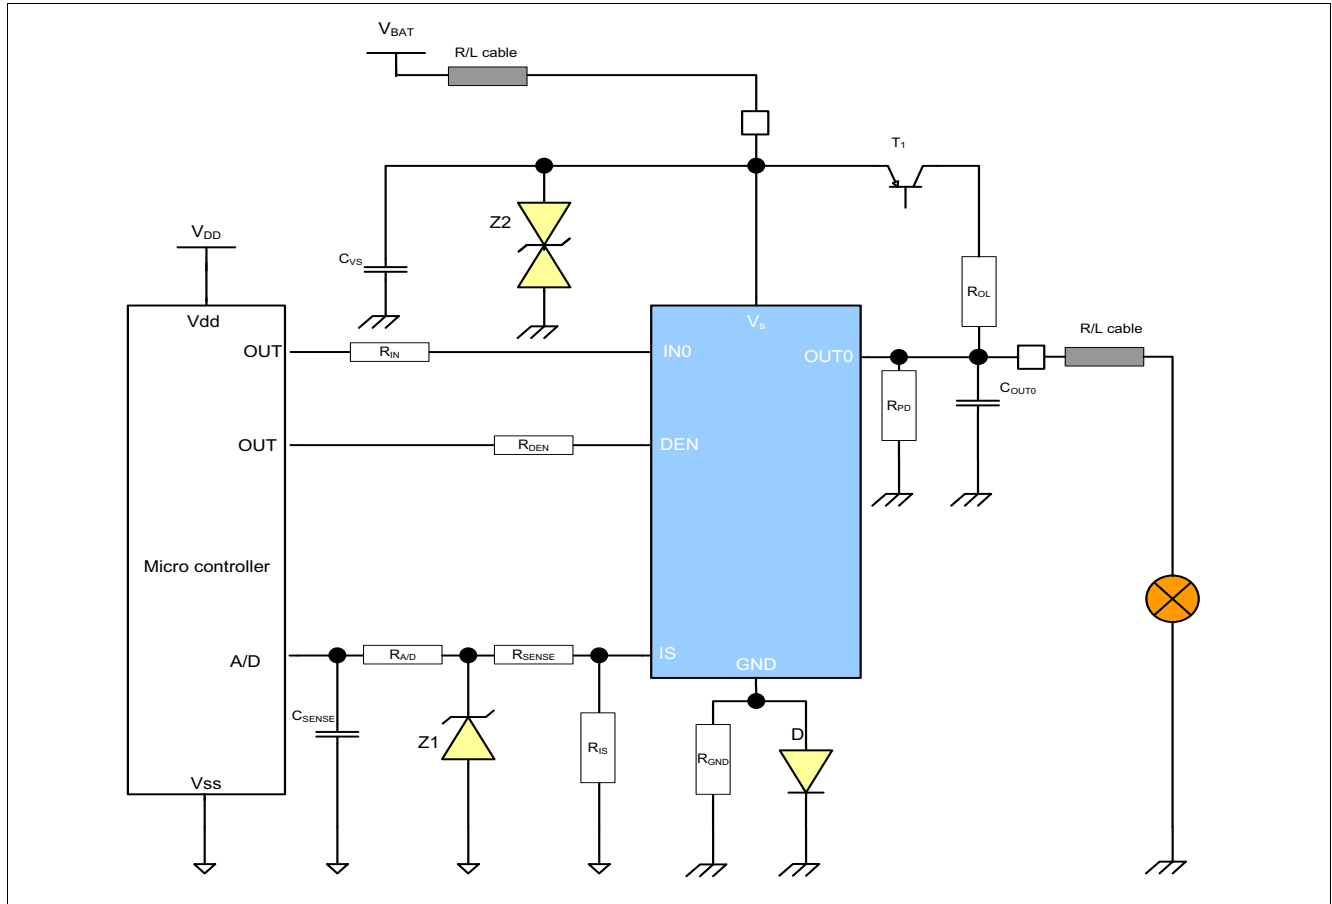 VBAT
R/L cable
T1
Z2
VDD
CVS
ROL
Vdd
Vs
R/L cable
OUT
RIN
IN0
OUT0
COUT0
RPD
OUT
RDEN
DEN
Micro controller
A/D
RA/D
RSENSE
IS
GND
CSENSE
Z1
RIS
RGND
D
Vss